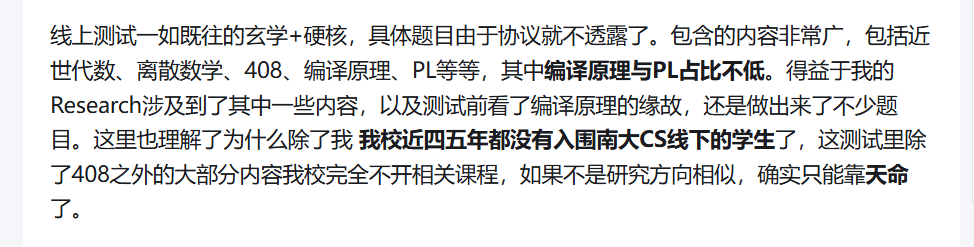 线上测试一如既往的玄学+硬核，具体题目由于协议就不透露了。包含的内容非常广，包括近
世代数、离散数学、408、编译原理、PL等等，其中编译原理与PL占比不低。得益于我的
Research涉及到了其中一些内容，以及测试前看了编译原理的缘故，还是做出来了不少题
目。这里也理解了为什么除了我 我校近四五年都没有入围南大CS线下的学生了，这测试里除
了408之外的大部分内容我校完全不开相关课程，如果不是研究方向相似，确实只能靠天命
了。